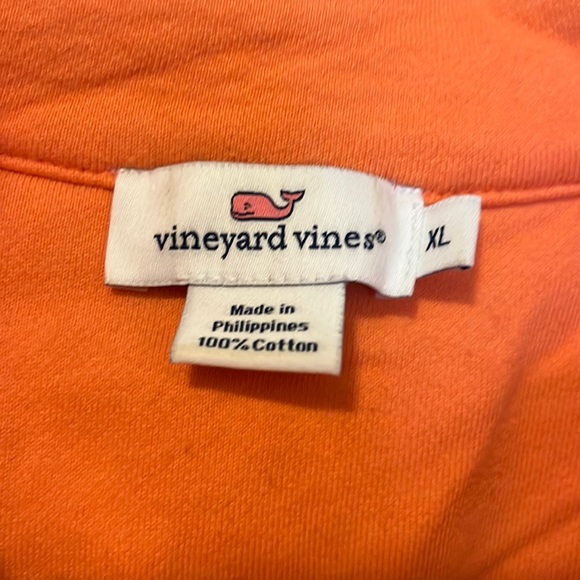 vineyard vines®
XL
Made in
Philippines
100% Cotton